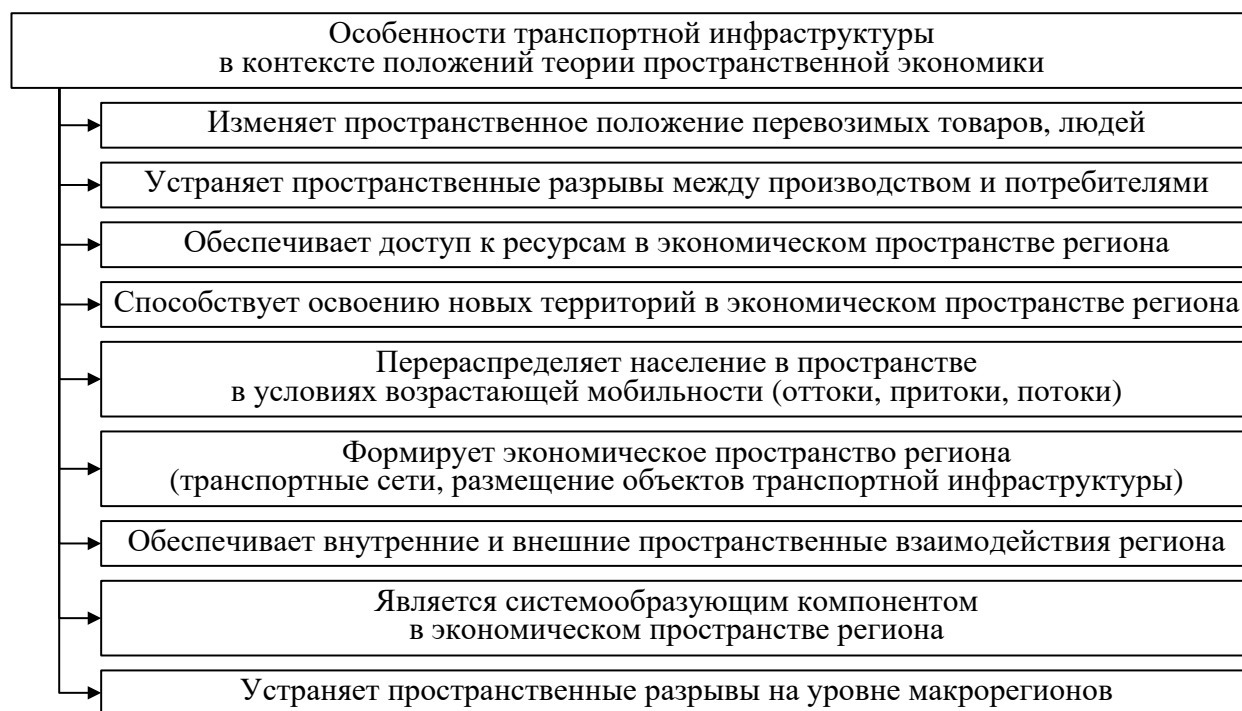 Особенности транспортной инфраструктуры
в контексте положений теории пространственной экономики
Изменяет пространственное положение перевозимых товаров, людей
Устраняет пространственные разрывы между производством и потребителями
Обеспечивает доступ к ресурсам в экономическом пространстве региона
Способствует освоению новых территорий в экономическом пространстве региона
Перераспределяет население в пространстве
в условиях возрастающей мобильности (оттоки, притоки, потоки)
Формирует экономическое пространство региона
(транспортные сети, размещение объектов транспортной инфраструктуры)
Обеспечивает внутренние и внешние пространственные взаимодействия региона
Является системообразующим компонентом
в экономическом пространстве региона
Устраняет пространственные разрывы на уровне макрорегионов